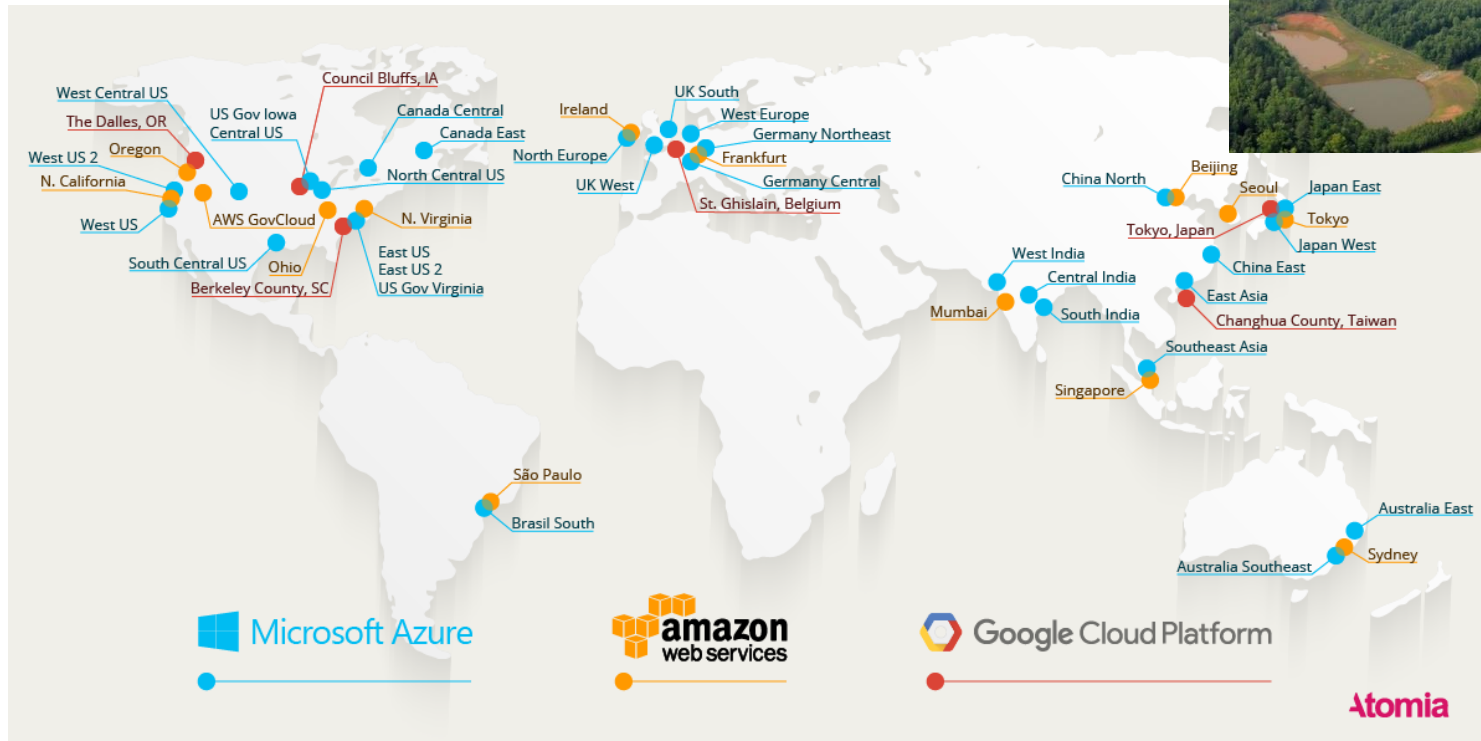 Council Bluffs, IA
West Central US
The Dalles, OR
US Gov Iowa
Central US
Canada Central
Canada East
Oregon
West US 2
N. California
North Central US
AWS GovCloud
N. Virginia
West US
South Central US
Ohio
Berkeley County, SC
East US
East US 2
US Gov Virginia
UK South
Ireland
West Europe
Germany Northeast
North Europe
Frankfurt
UK West
Germany Central
St. Ghislain, Belgium
Beijing
China North
Seoul
Japan East
Tokyo, Japan
Tokyo
Japan West
West India
China East
Central India
East Asia
Mumbai
South India
Changhua County, Taiwan
Southeast Asia
Singapore
São Paulo
Brasil South
Australia East
Sydney
Australia Southeast
Microsoft Azure
amazon
web services
Google Cloud Platform
Atomia